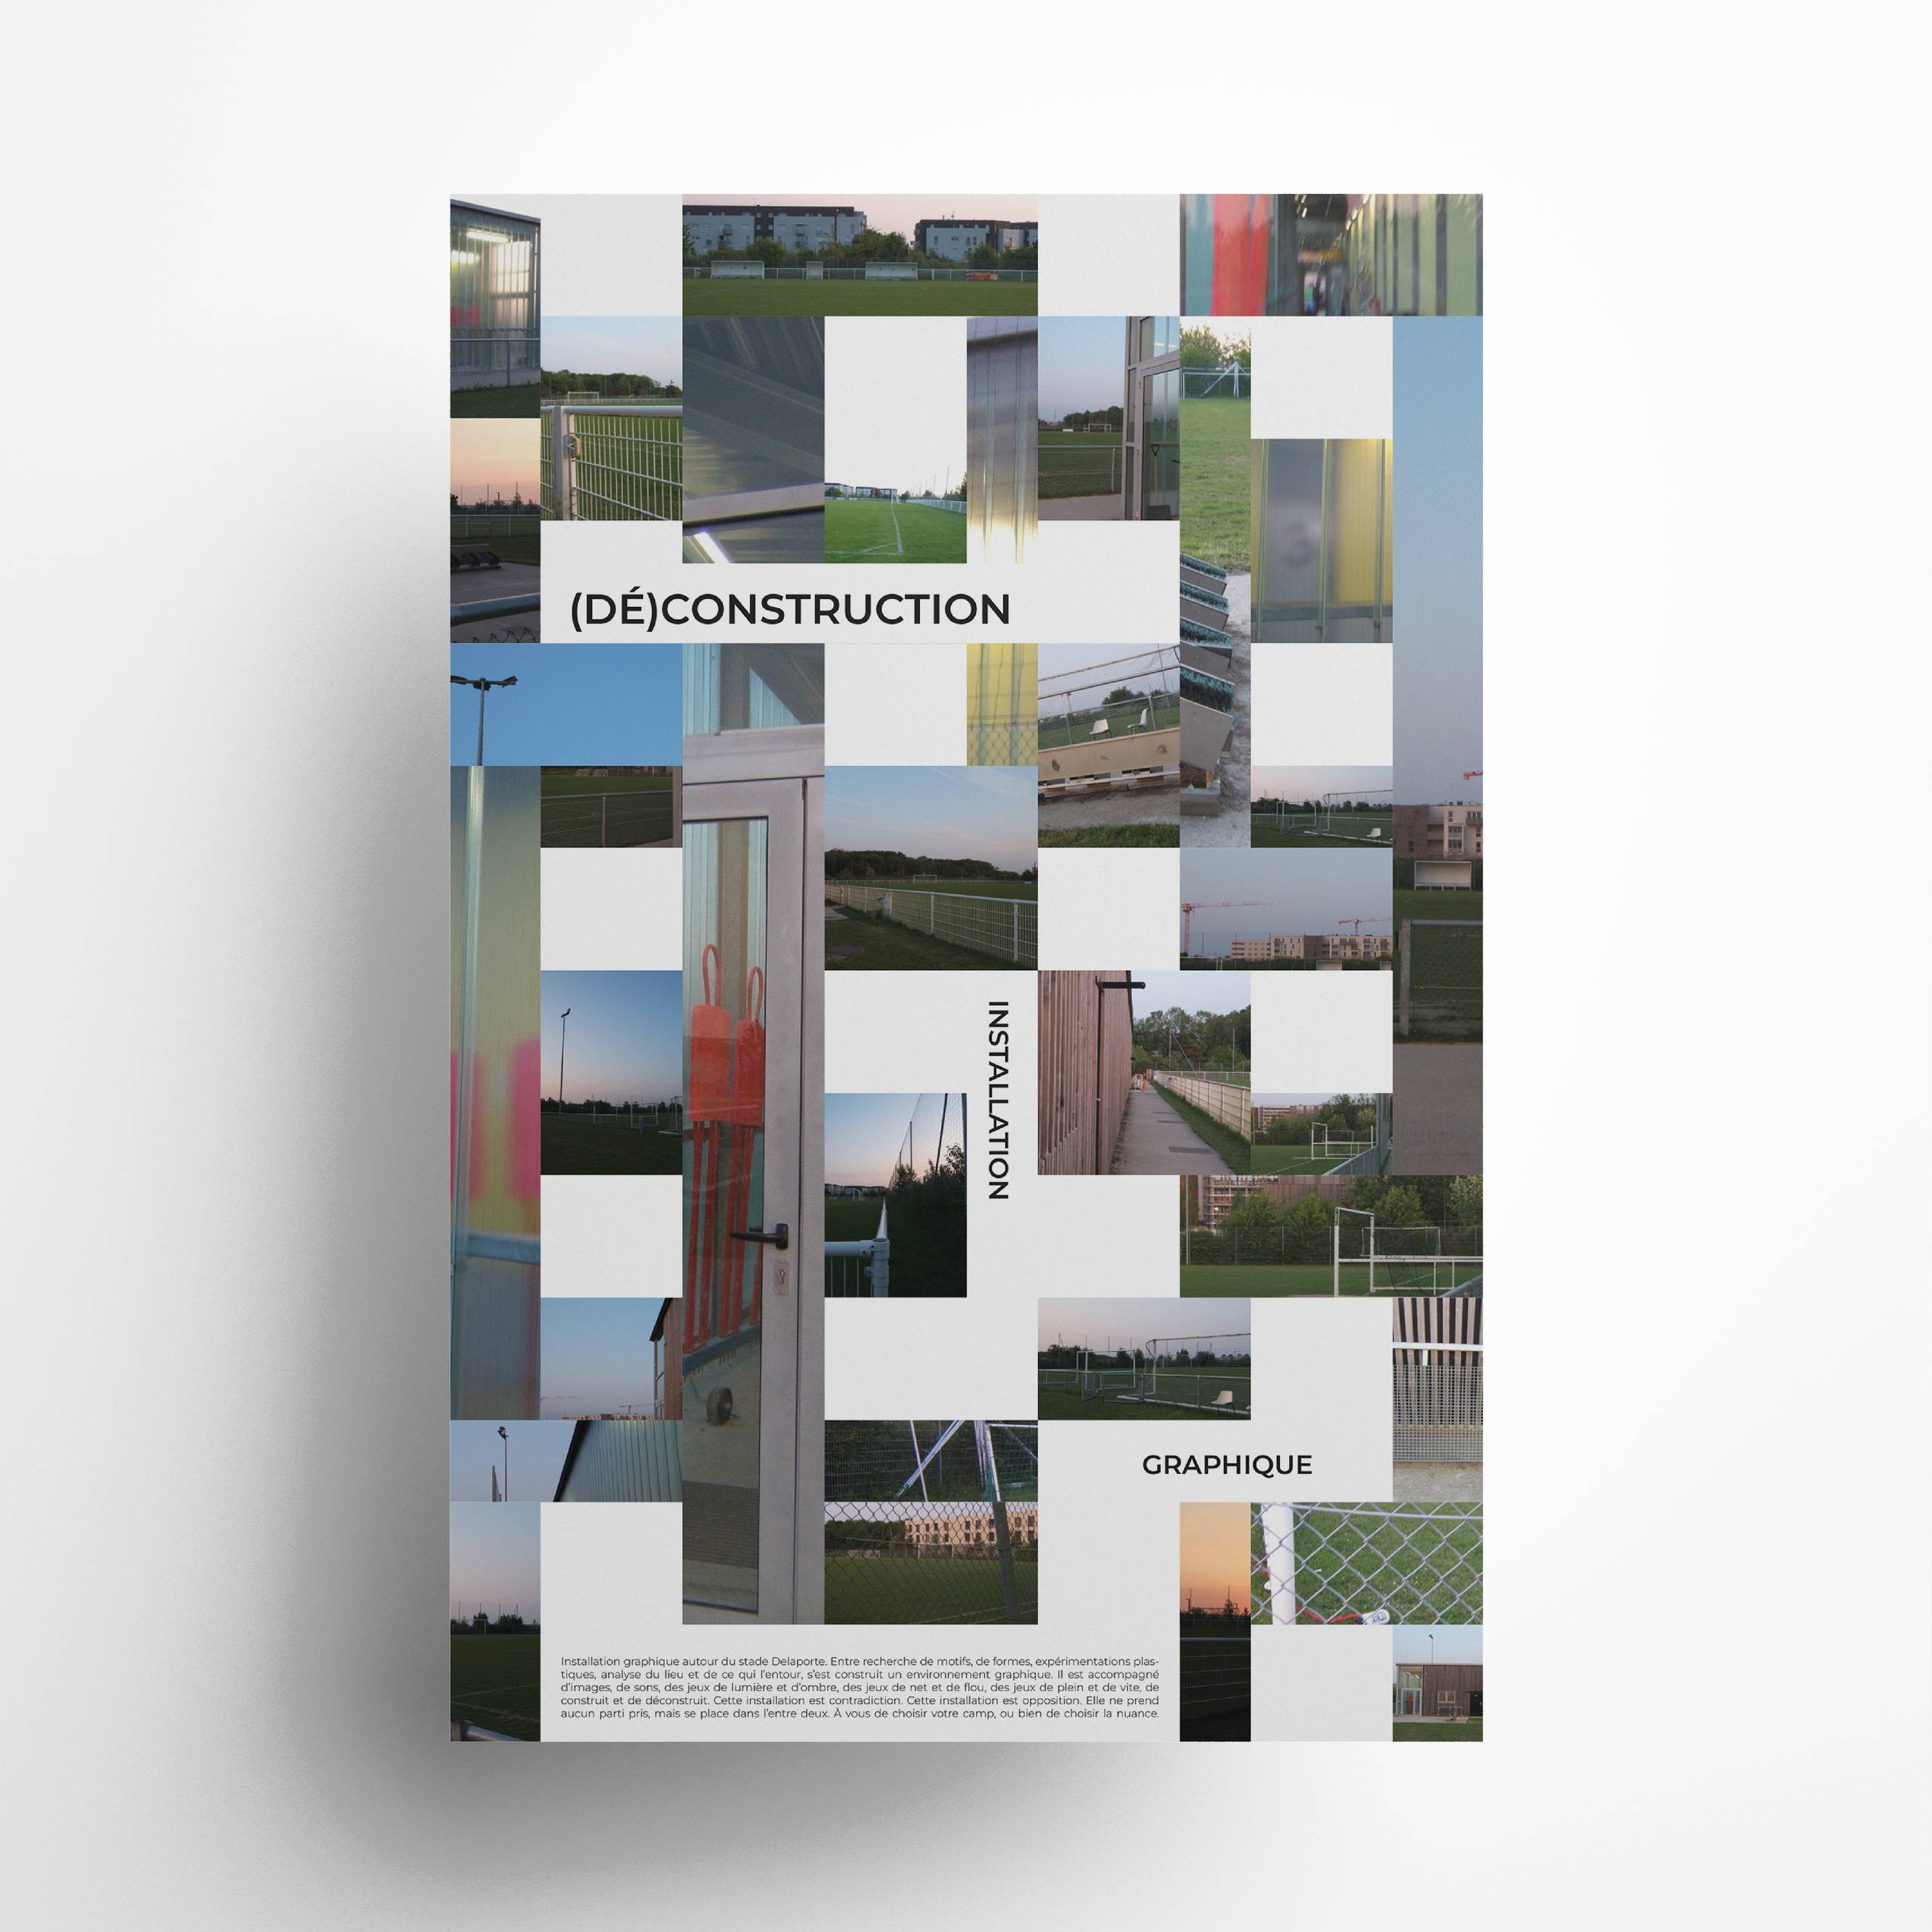 (DÉ)CONSTRUCTION
INSTALLATION
GRAPHIQUE
Installation graphique autour du stade Delaporte. Entre recherche de motifs, de formes, expérimentations plas-
tiques, analyse du lieu et de ce qui l'entour, s'est construit un environnement graphique. Il est accompagné
d'images, de sons, des jeux de lumière et d'ombre, des jeux de net et de flou, des jeux de plein et de vite, de
construit et de déconstruit. Cette installation est contradiction. Cette installation est opposition. Elle ne prend
aucun parti pris, mais se place dans l'entre deux. À vous de choisir votre camp, ou bien de choisir la nuance.